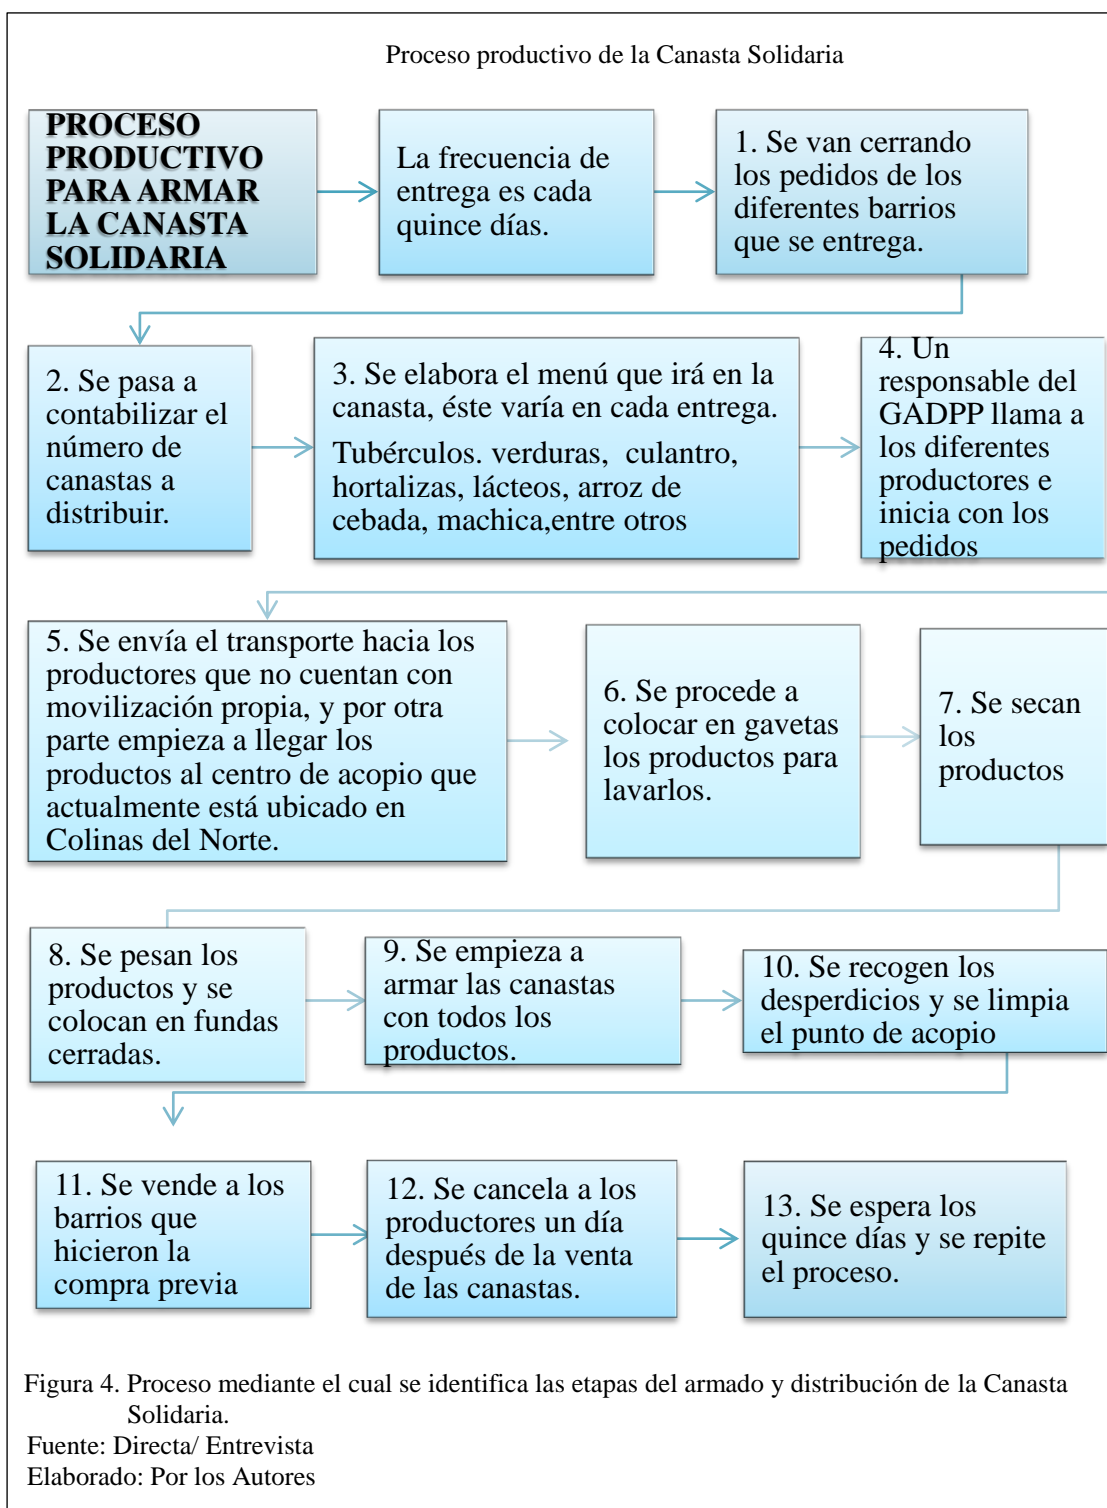 Proceso productivo de la Canasta Solidaria
PROCESO
PRODUCTIVO
PARA ARMAR
LA CANASTA
SOLIDARIA
La frecuencia de
entrega es cada
quince días.
1. Se van cerrando
los pedidos de los
diferentes barrios
que se entrega.
2. Se pasa a
contabilizar el
número de
canastas a
distribuir.
3. Se elabora el menú que irá en la
canasta, éste varía en cada entrega.
Tubérculos. verduras, culantro,
hortalizas, lácteos, arroz de
cebada, machica,entre otros
4. Un
responsable del
GADPP llama a
los diferentes
productores e
inicia con los
pedidos
5. Se envía el transporte hacia los
productores que no cuentan con
movilización propia, y por otra
parte empieza a llegar los
productos al centro de acopio que
actualmente está ubicado en
Colinas del Norte.
6. Se procede a
colocar en gavetas
los productos para
lavarlos.
7. Se secan
los
productos
8. Se pesan los
productos y se
colocan en fundas
cerradas.
9. Se empieza a
armar las canastas
con todos los
productos.
10. Se recogen los
desperdicios y se limpia
el punto de acopio
11. Se vende a los
barrios que
hicieron la
compra previa
12. Se cancela a los
productores un día
después de la venta
de las canastas.
13. Se espera los
quince días y se repite
el proceso.
Figura 4. Proceso mediante el cual se identifica las etapas del armado y distribución de la Canasta
Solidaria.
Fuente: Directa/ Entrevista
Elaborado: Por los Autores